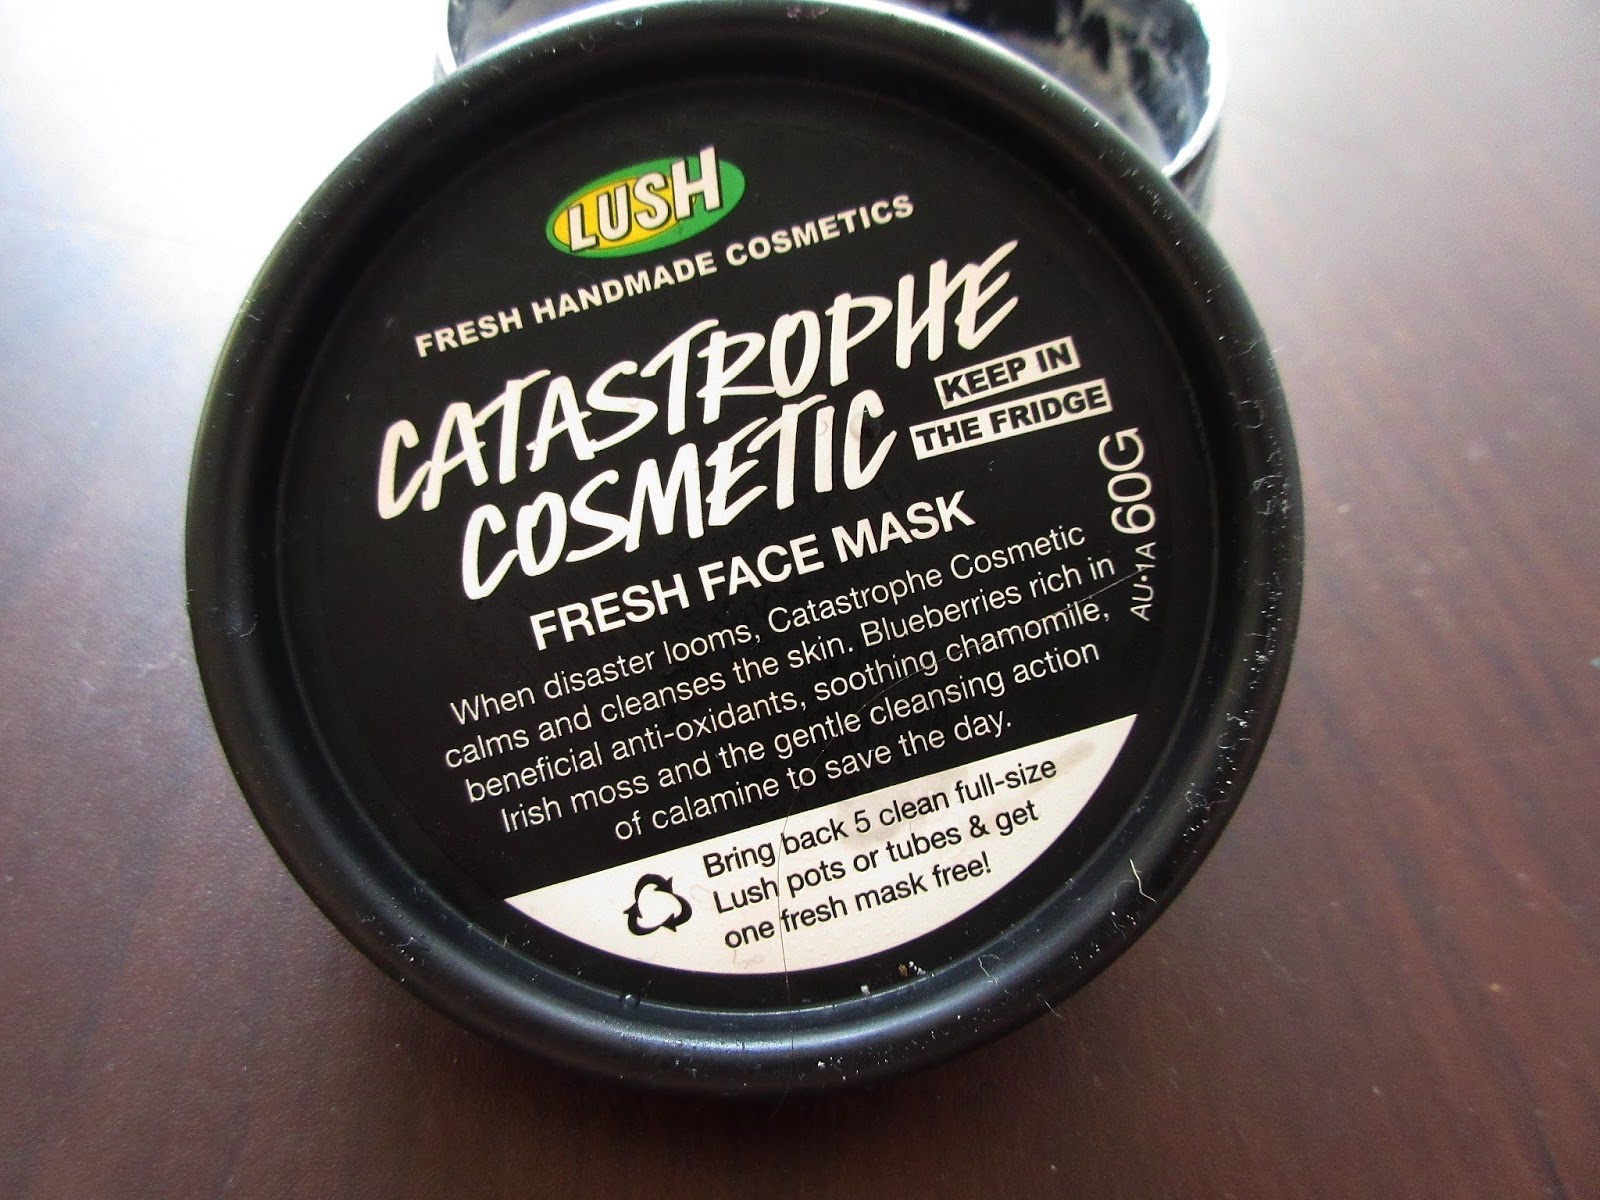 LUSH
FRESH HANDMADE COSMETICS
CATASTROPHE
COSMETIC
KEEP IN
THE FRIDGE
FRESH FACE MASK
When disaster looms, Catastrophe Cosmetic
calms and cleanses the skin. Blueberries rich in
beneficial anti-oxidants, soothing chamomile,
Irish moss and the gentle cleansing action
of calamine to save the day.
AU•1A 60G
Bring back 5 clean full-size
Lush pots or tubes & get
one fresh mask free!